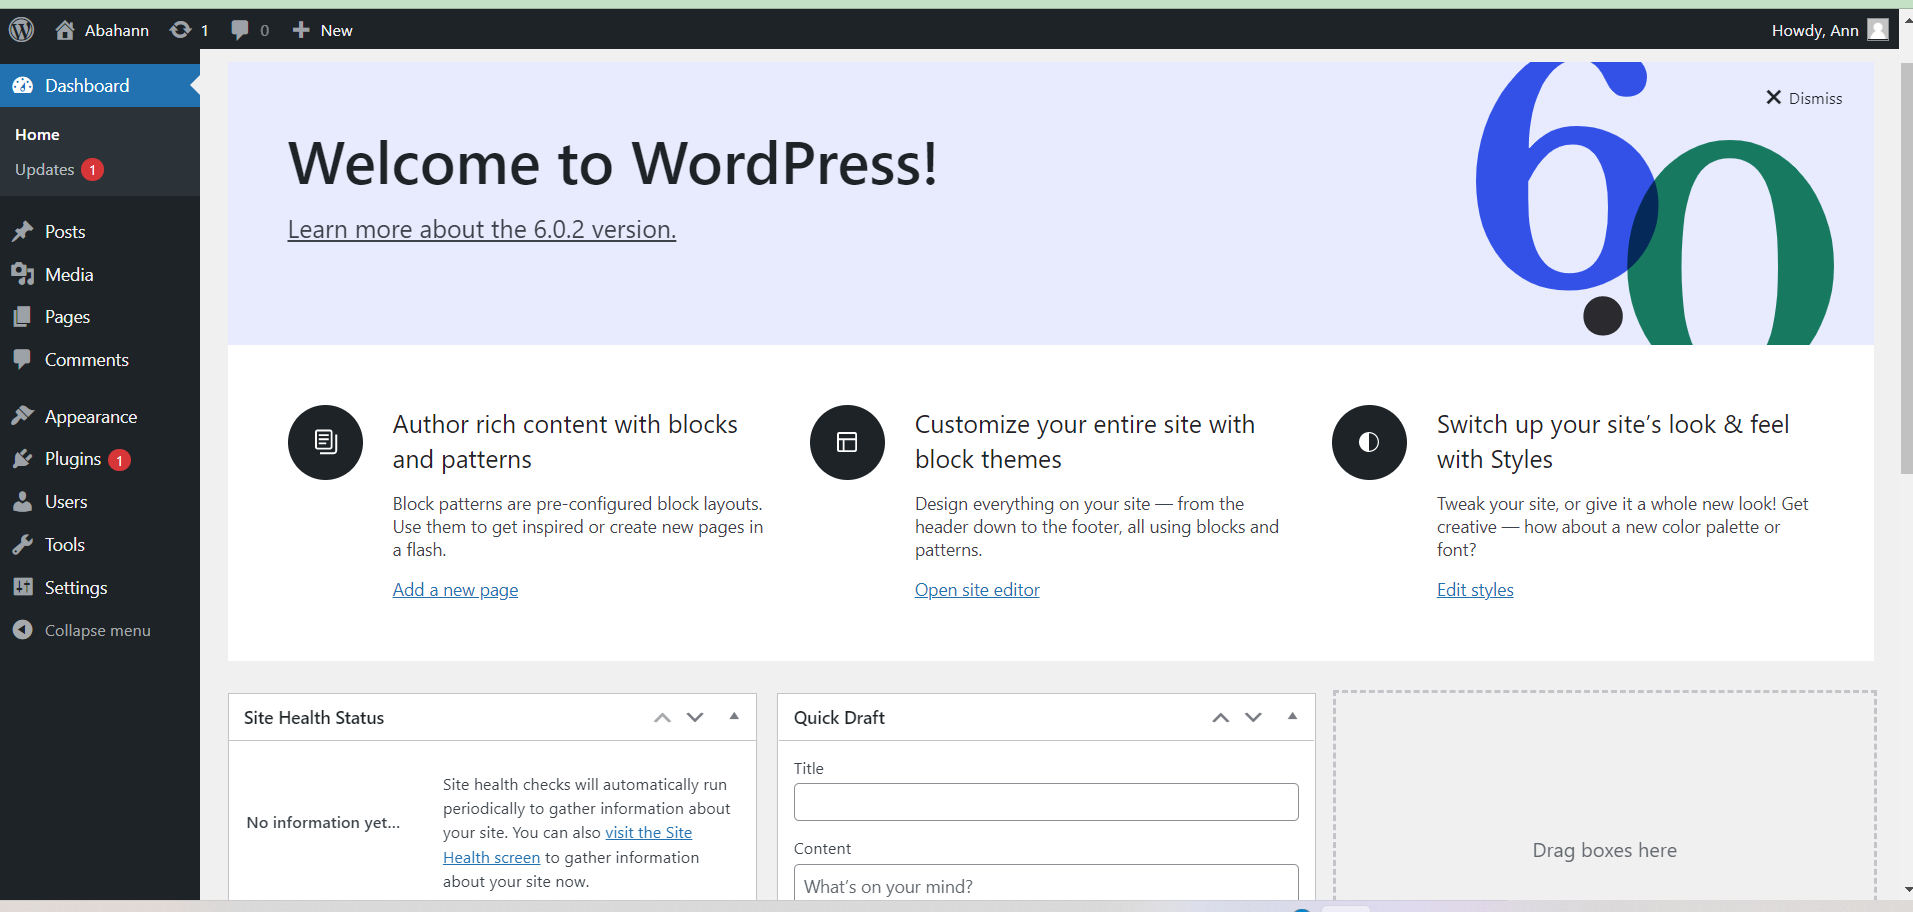 Abahann 1 0 New Howdy, Ann
Dashboard
Home
Updates 1
Posts
Media
Pages
Comments
Appearance
Plugins 1
Users
Tools
Settings
Collapse menu
Dismiss
6.0
Welcome to WordPress!
Learn more about the 6.0.2 version.
Author rich content with blocks
and patterns
Block patterns are pre-configured block layouts.
Use them to get inspired or create new pages in
a flash.
Add a new page
Customize your entire site with
block themes
Design everything on your site — from the
header down to the footer, all using blocks and
patterns.
Open site editor
Switch up your site’s look & feel
with Styles
Tweak your site, or give it a whole new look! Get
creative — how about a new color palette or
font?
Edit styles
Site Health Status
No information yet...
Site health checks will automatically run
periodically to gather information about
your site. You can also visit the Site
Health screen to gather information
about your site now.
Quick Draft
Title
Content
What’s on your mind?
Drag boxes here